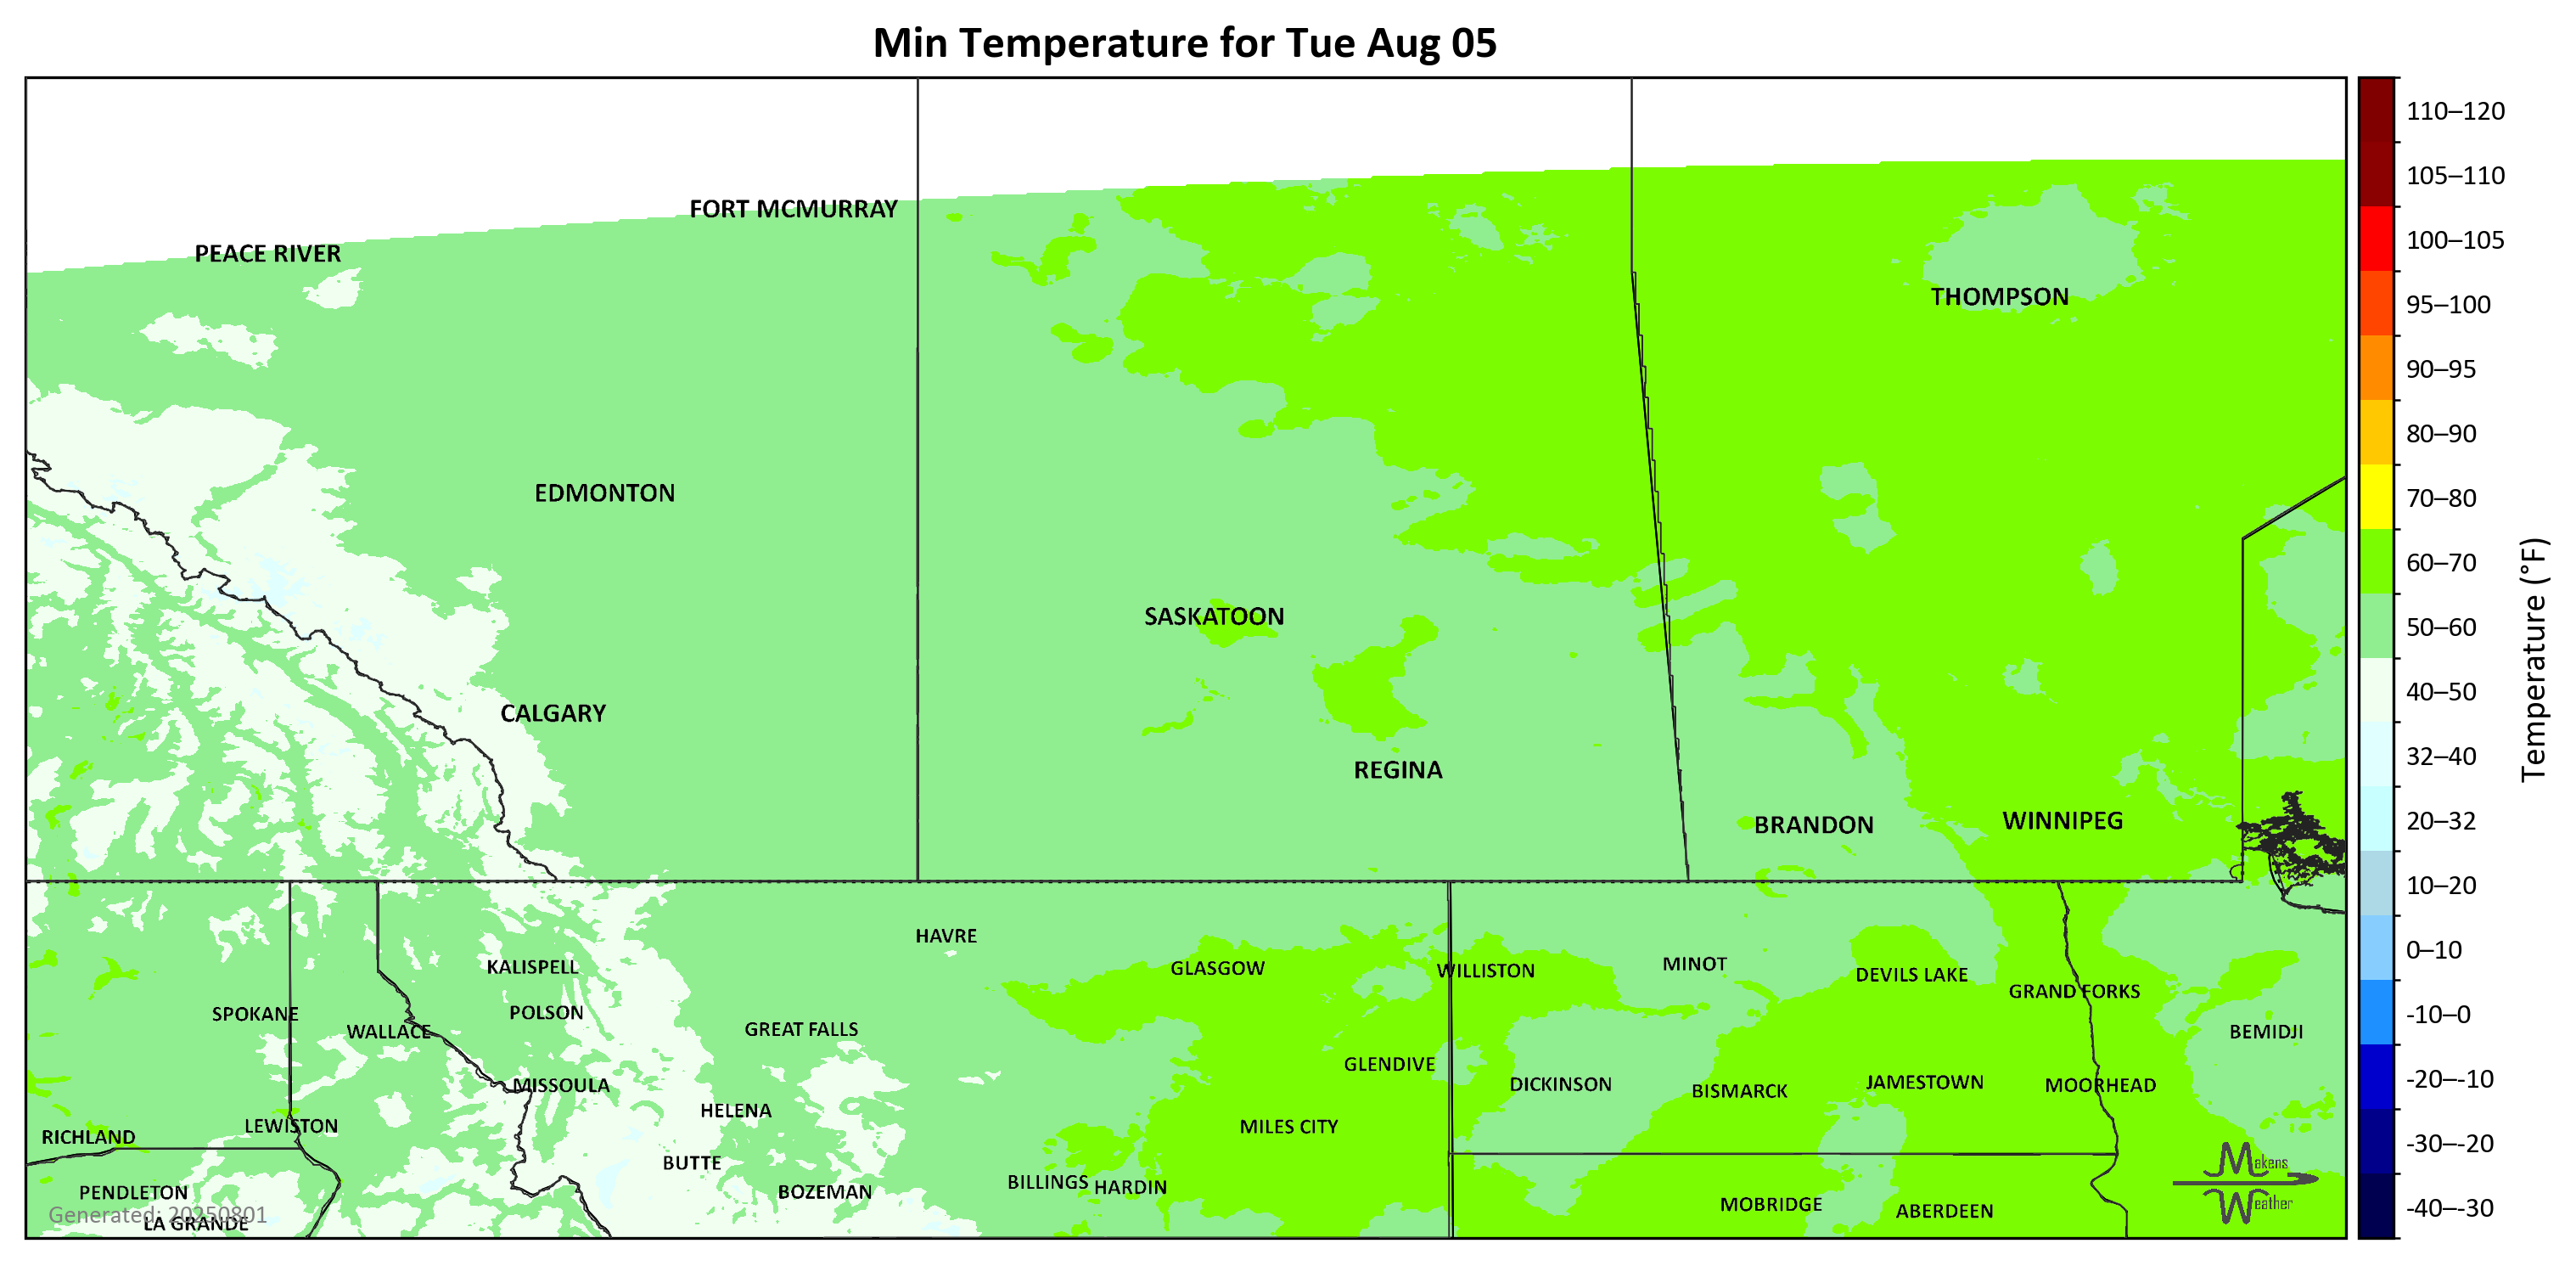 Min Temperature for Tue Aug 05
110–120
105–110
100–105
95–100
90–95
80–90
70–80
60–70
50–60
40–50
32–40
20–32
10–20
0–10
-10–0
-20–-10
-30–-20
-40–-30
Temperature (°F)
FORT MCMURRAY
PEACE RIVER
THOMPSON
EDMONTON
SASKATOON
CALGARY
REGINA
WINNIPEG
BRANDON
HAVRE
MINOT
KALISPELL
GLASGOW
WILLISTON
DEVILS LAKE
GRAND FORKS
SPOKANE
POLSON
GREAT FALLS
WALLACE
BEMIDJI
GLENDIVE
MISSOULA
DICKINSON
BISMARCK
JAMESTOWN
MOORHEAD
HELENA
LEWISTON
MILES CITY
RICHLAND
BUTTE
BILLINGS
HARDIN
PENDLETON
BOZEMAN
MOBRIDGE
ABERDEEN
LA GRANDE
Generated: 20250801
Makens
Weather